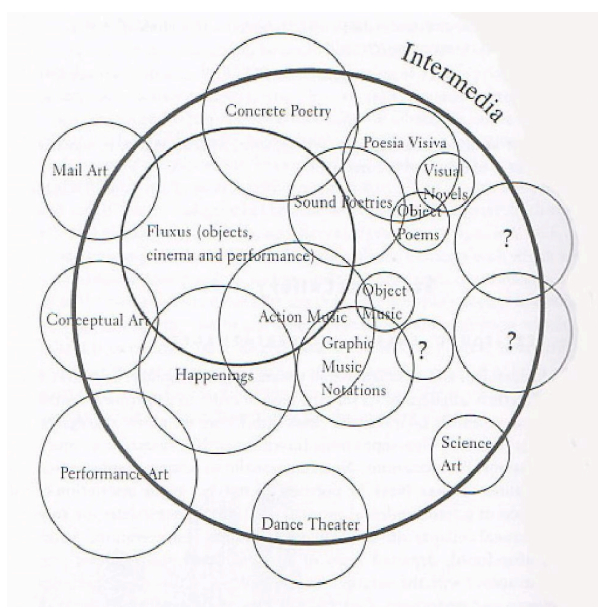 Intermedia
Concrete Poetry
Poesia Visiva
Mail Art
Visual
Novels
Sound Poetries
Object
Poems
Fluxus (objects,
cinema and performance)
?
Object
Music
Conceptual Art
Action Music
?
Graphic
Music
Notations
?
Happenings
Science
Art
Performance Art
Dance Theater